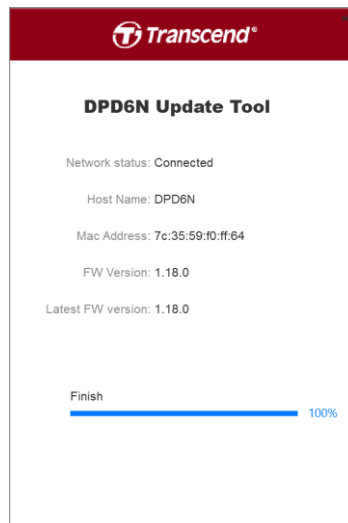 Transcend®
DPD6N Update Tool
Network status: Connected
Host Name: DPD6N
Mac Address: 7c:35:59:f0:ff:64
FW Version: 1.18.0
Latest FW version: 1.18.0
Finish
100%